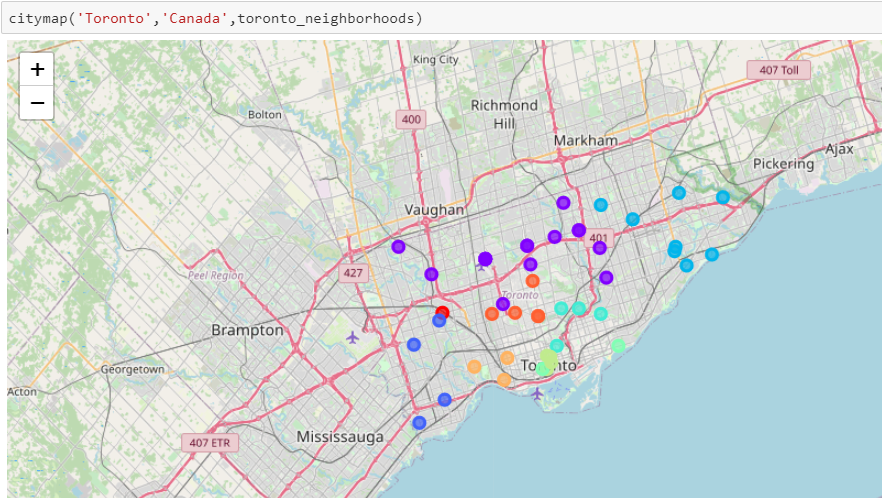 citymap('Toronto','Canada',toronto_neighborhoods)
+
−
King City
407 Toll
Richmond
Hill
Bolton
400
Markham
Ajax
Pickering
Vaughan
401
427
Peel Region
Toronto
Brampton
Georgetown
Toronto
Acton
Mississauga
407 ETR